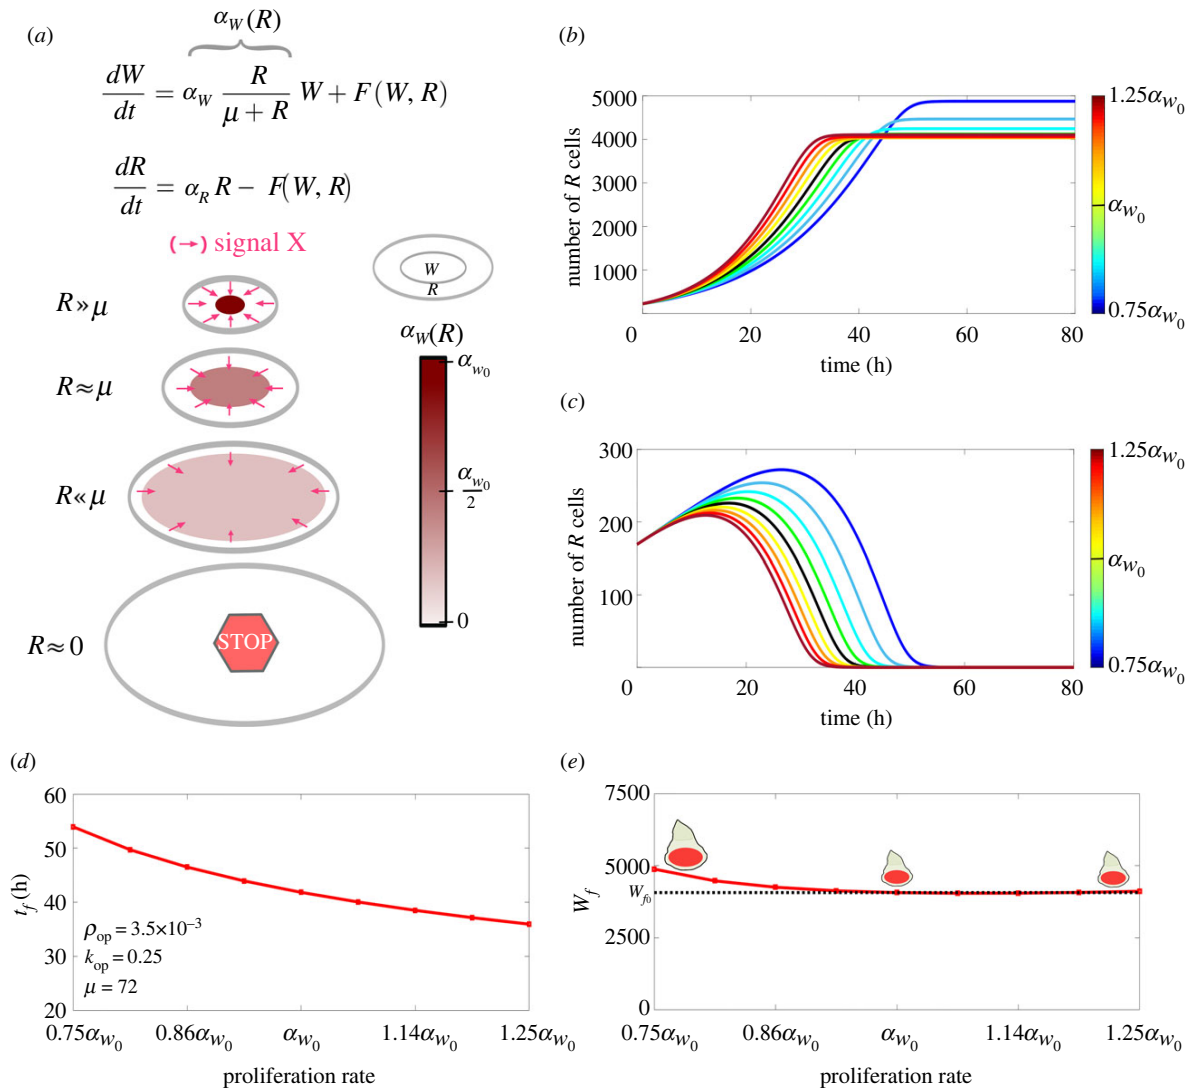 (a)
α_W(R)
dW/dt = α_W R/(μ + R) W + F(W, R)
dR/dt = α_R R − F(W, R)
(→) signal X
W
R
R » μ
R ≈ μ
R « μ
R ≈ 0
STOP
α_W(R)
α_w₀
α_w₀/2
0
(b)
number of R cells
5000
4000
3000
2000
1000
0
20
40
60
80
time (h)
1.25α_w₀
α_w₀
0.75α_w₀
(c)
number of R cells
300
200
100
0
20
40
60
80
time (h)
1.25α_w₀
α_w₀
0.75α_w₀
(d)
t_f (h)
60
50
40
30
20
ρ_op = 3.5×10⁻³
k_op = 0.25
μ = 72
0.75α_w₀
0.86α_w₀
α_w₀
1.14α_w₀
1.25α_w₀
proliferation rate
(e)
W_f
7500
5000
W_f₀
2500
0
0.75α_w₀
0.86α_w₀
α_w₀
1.14α_w₀
1.25α_w₀
proliferation rate